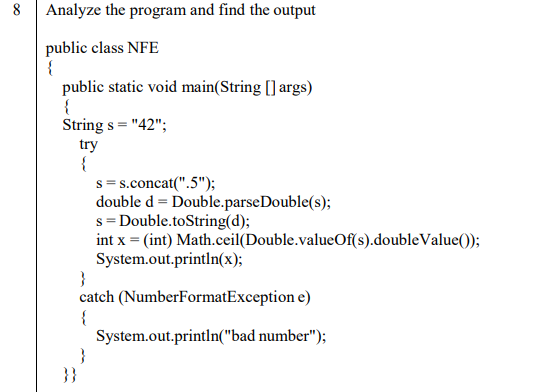 8 Analyze the program and find the output
public class NFE
{
public static void main(String [] args)
{
String s = "42";
try
{
s = s.concat(".5");
double d = Double.parseDouble(s);
s = Double.toString(d);
int x = (int) Math.ceil(Double.valueOf(s).doubleValue());
System.out.println(x);
}
catch (NumberFormatException e)
{
System.out.println("bad number");
}
}}